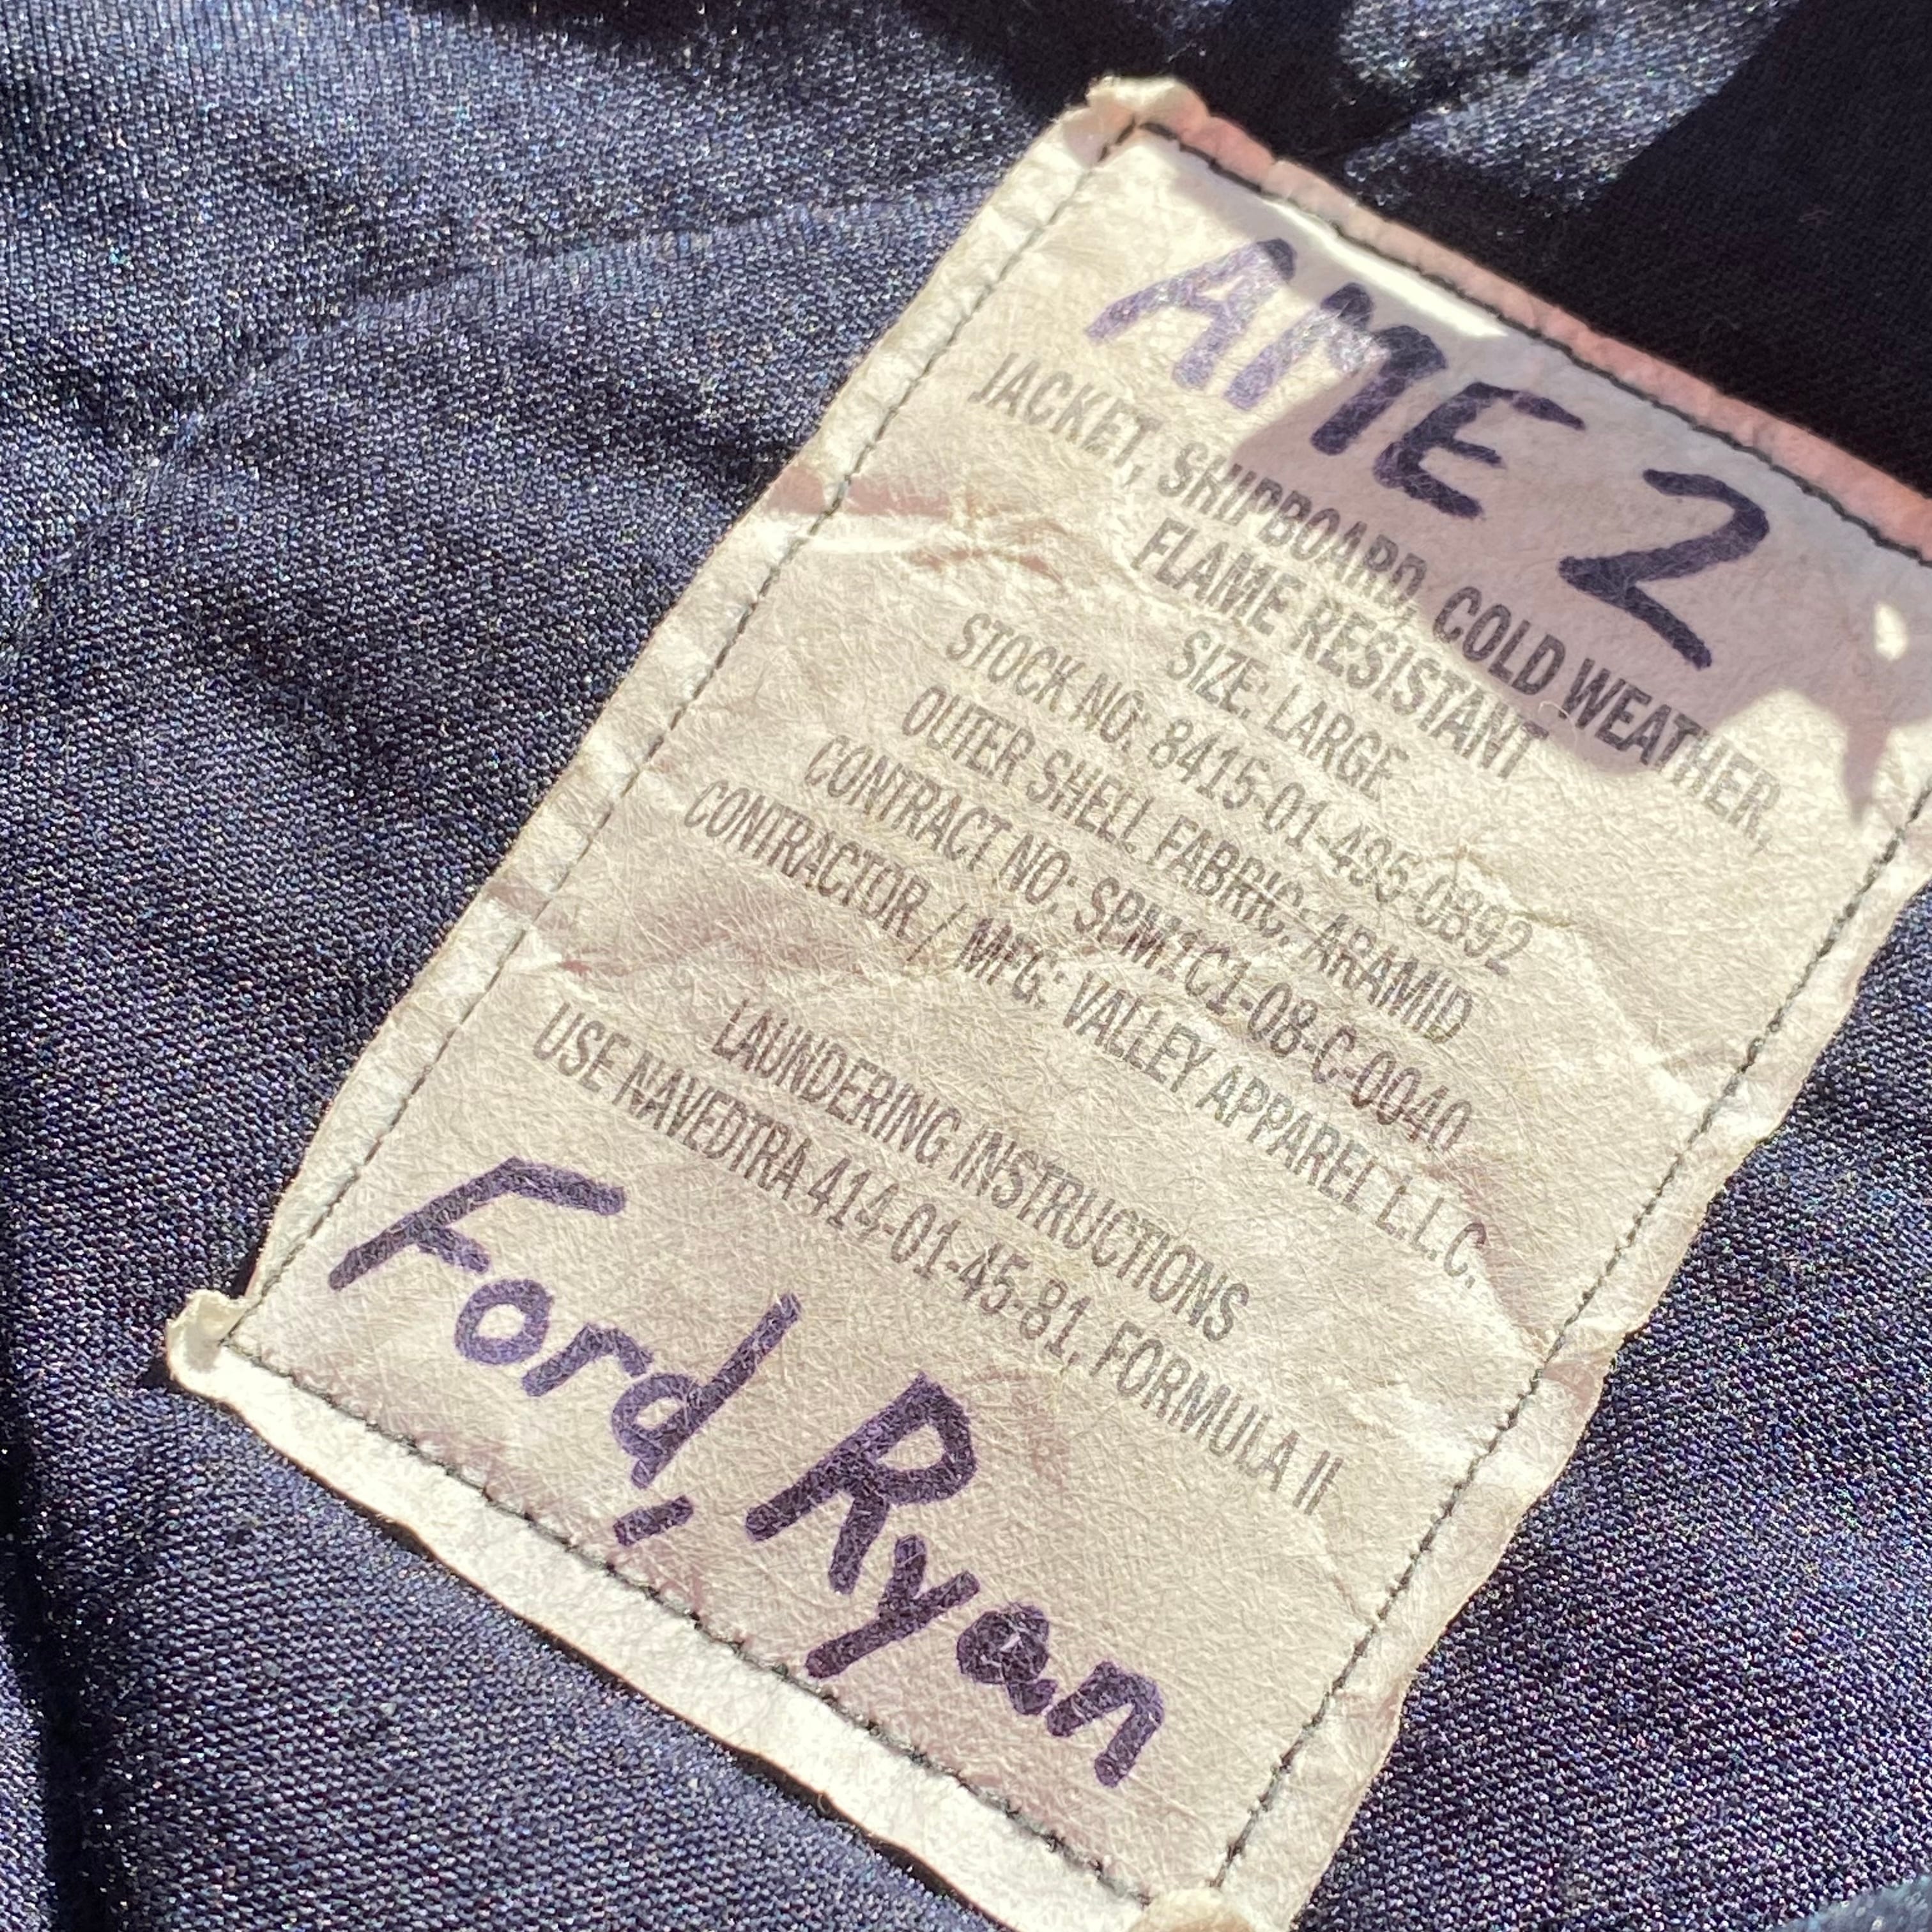 AME 2
JACKET, SHIPBOARD, COLD WEATHER,
FLAME RESISTANT
SIZE: LARGE
STOCK NO: 8415-01-495-0892
OUTER SHELL FABRIC: ARAMID
CONTRACT NO: SPM1C1-08-C-0040
CONTRACTOR / MFG: VALLEY APPAREL L.L.C.
LAUNDERING INSTRUCTIONS
USE NAVEDTRA 414-01-45-81, FORMULA II
Ford, Ryan